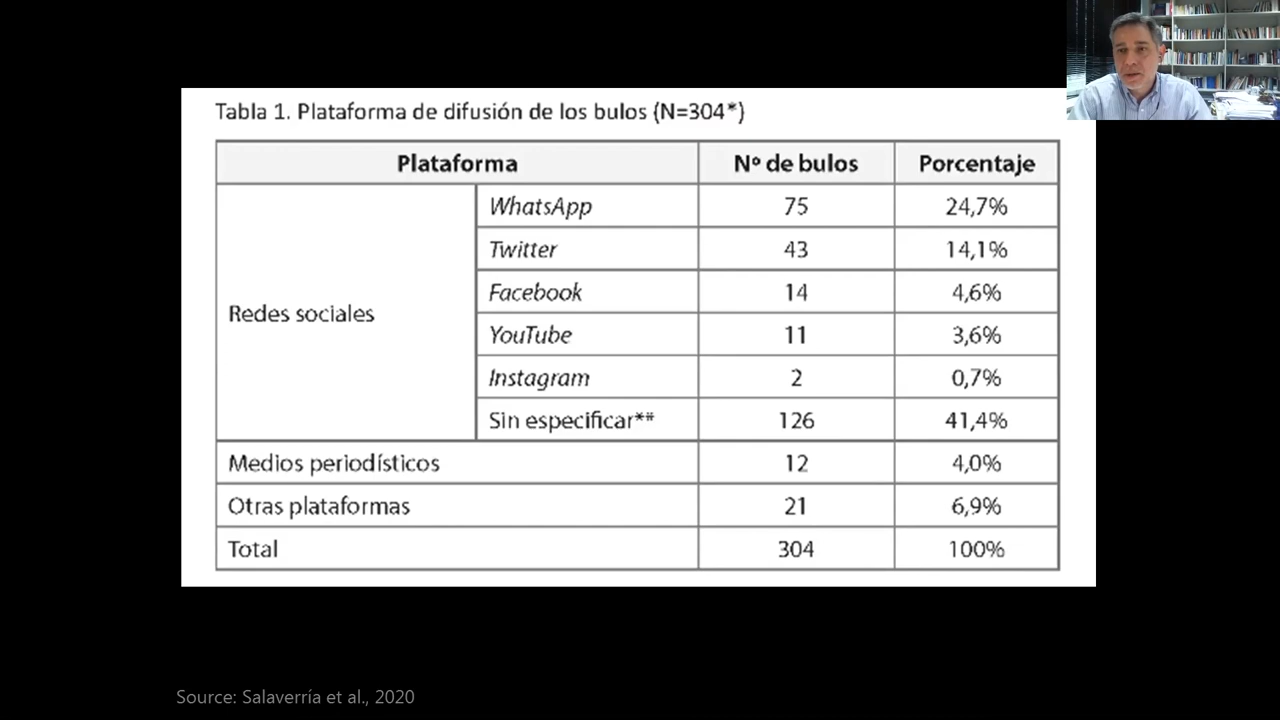 Tabla 1. Plataforma de difusión de los bulos (N=304*)
Plataforma Nº de bulos Porcentaje
Redes sociales
WhatsApp 75 24,7%
Twitter 43 14,1%
Facebook 14 4,6%
YouTube 11 3,6%
Instagram 2 0,7%
Sin especificar** 126 41,4%
Medios periodísticos 12 4,0%
Otras plataformas 21 6,9%
Total 304 100%
Source: Salaverría et al., 2020